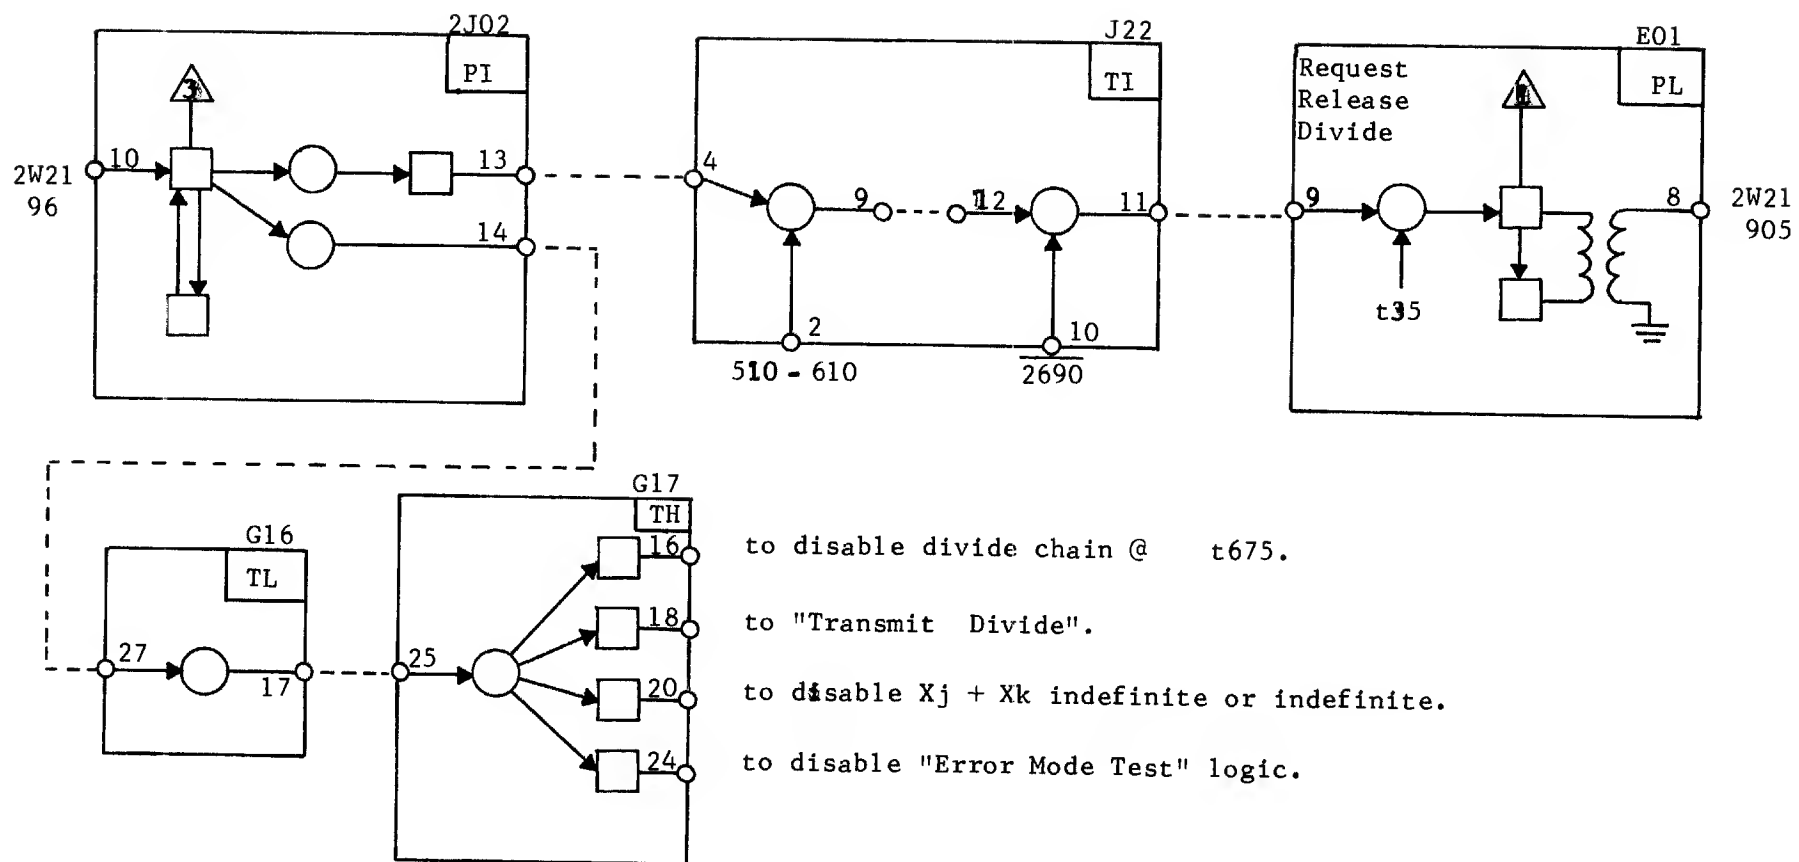 2J02
PI
3
2W21
96
10
13
14
J22
TI
4
9
12
11
2
10
510 - 610
2690
E01
PL
Request
Release
Divide
9
t35
8
2W21
905
G16
TL
27
17
G17
TH
25
16
18
20
24
to disable divide chain @ t675.
to "Transmit Divide".
to disable Xj + Xk indefinite or indefinite.
to disable "Error Mode Test" logic.